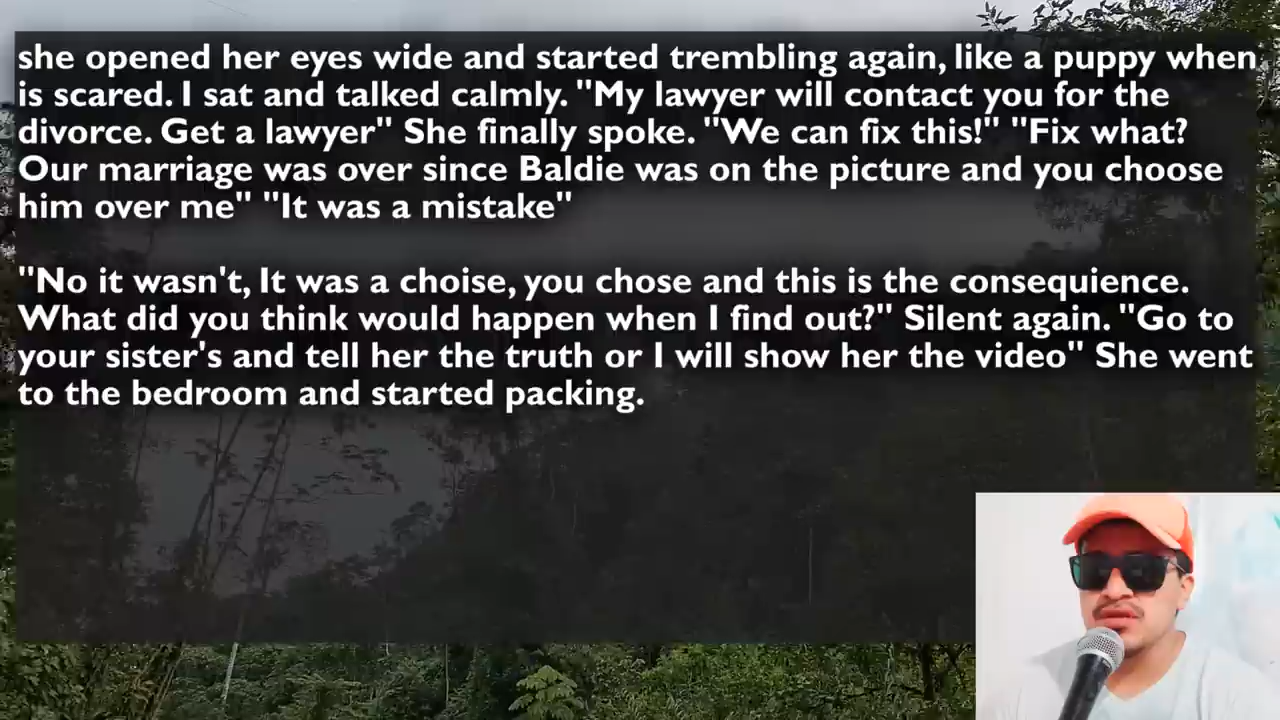 she opened her eyes wide and started trembling again, like a puppy when
is scared. I sat and talked calmly. "My lawyer will contact you for the
divorce. Get a lawyer" She finally spoke. "We can fix this!" "Fix what?
Our marriage was over since Baldie was on the picture and you choose
him over me" "It was a mistake"
"No it wasn't, It was a choise, you chose and this is the consequience.
What did you think would happen when I find out?" Silent again. "Go to
your sister's and tell her the truth or I will show her the video" She went
to the bedroom and started packing.